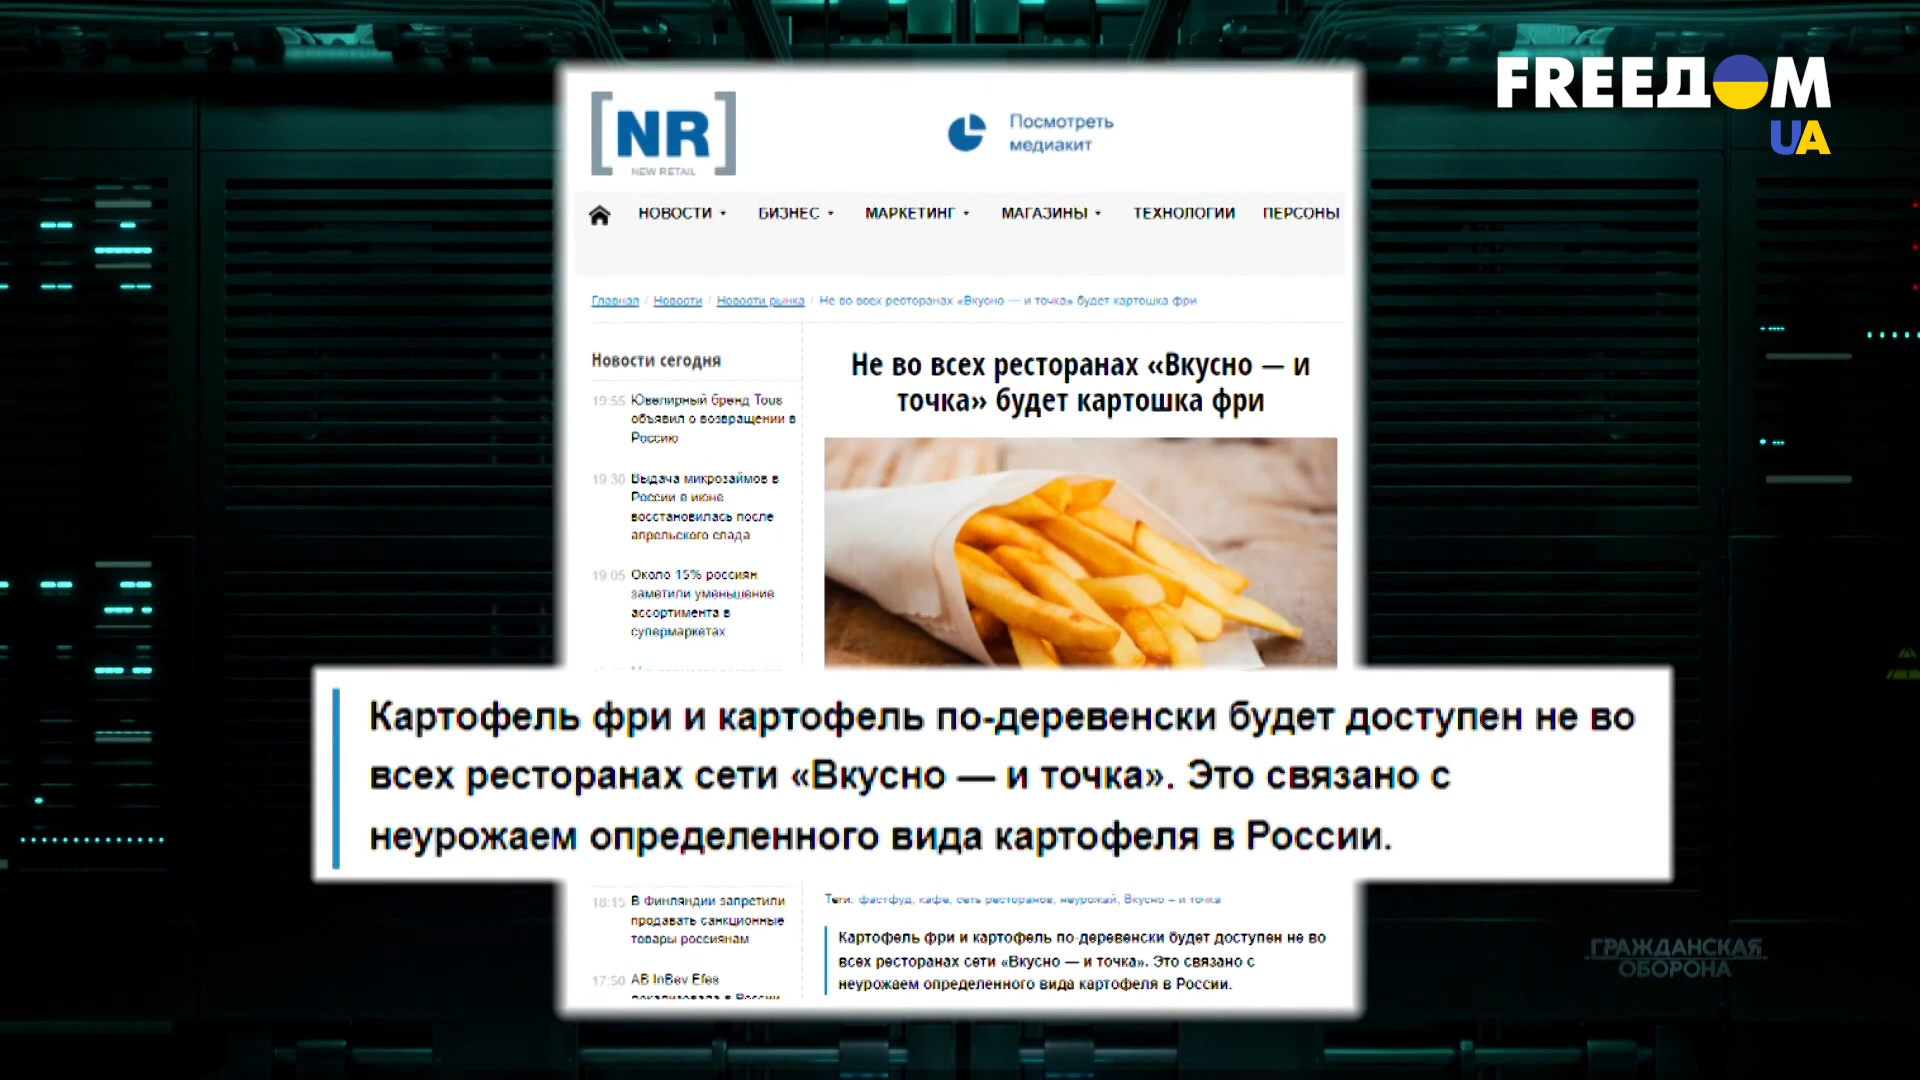 FREEДOM
UA
[NR]
NEW RETAIL
Посмотреть
медиакит
НОВОСТИ
БИЗНЕС
МАРКЕТИНГ
МАГАЗИНЫ
ТЕХНОЛОГИИ
ПЕРСОНЫ
Главная / Новости / Новости рынка / Не во всех ресторанах «Вкусно — и точка» будет картошка фри
Новости сегодня
19:55 Ювелирный бренд Tous
объявил о возвращении в
Россию
19:30 Выдача микрозаймов в
России в июне
восстановилась после
апрельского спада
19:05 Около 15% россиян
заметили уменьшение
ассортимента в
супермаркетах
Не во всех ресторанах «Вкусно — и
точка» будет картошка фри
Картофель фри и картофель по-деревенски будет доступен не во
всех ресторанах сети «Вкусно — и точка». Это связано с
неурожаем определенного вида картофеля в России.
18:15 В Финляндии запретили
продавать санкционные
товары россиянам
17:50 AB InBev Efes
Теги: фастфуд, кафе, сеть ресторанов, неурожай, Вкусно – и точка
Картофель фри и картофель по-деревенски будет доступен не во
всех ресторанах сети «Вкусно — и точка». Это связано с
неурожаем определенного вида картофеля в России.
ГРАЖДАНСКАЯ
ОБОРОНА